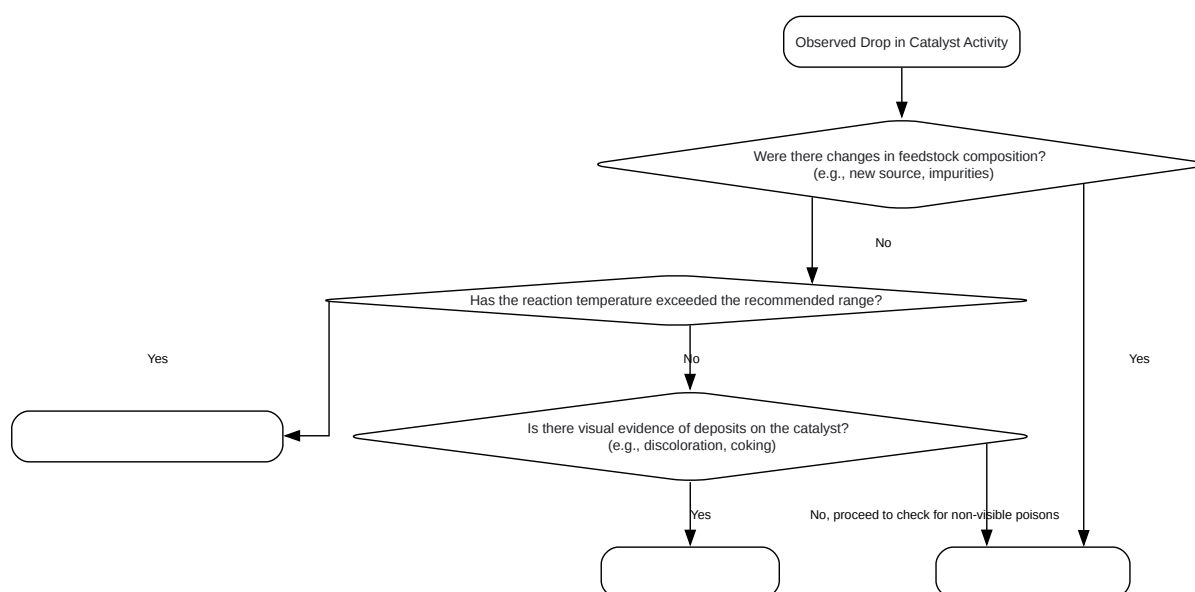 Observed Drop in Catalyst Activity
Were there changes in feedstock composition?
(e.g., new source, impurities)
No
Has the reaction temperature exceeded the recommended range?
Yes
No
Yes
Is there visual evidence of deposits on the catalyst?
(e.g., discoloration, coking)
Yes
No, proceed to check for non-visible poisons